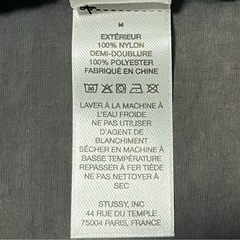 M
EXTÉRIEUR
100% NYLON
DEMI-DOUBLURE
100% POLYESTER
FABRIQUÉ EN CHINE
LAVER À LA MACHINE À
L'EAU FROIDE
NE PAS UTILISER
D'AGENT DE
BLANCHIMENT
SÉCHER EN MACHINE À
BASSE TEMPÉRATURE
REPASSER À FER TIÈDE
NE PAS NETTOYER À
SEC
STUSSY, INC
44 RUE DU TEMPLE
75004 PARIS, FRANCE